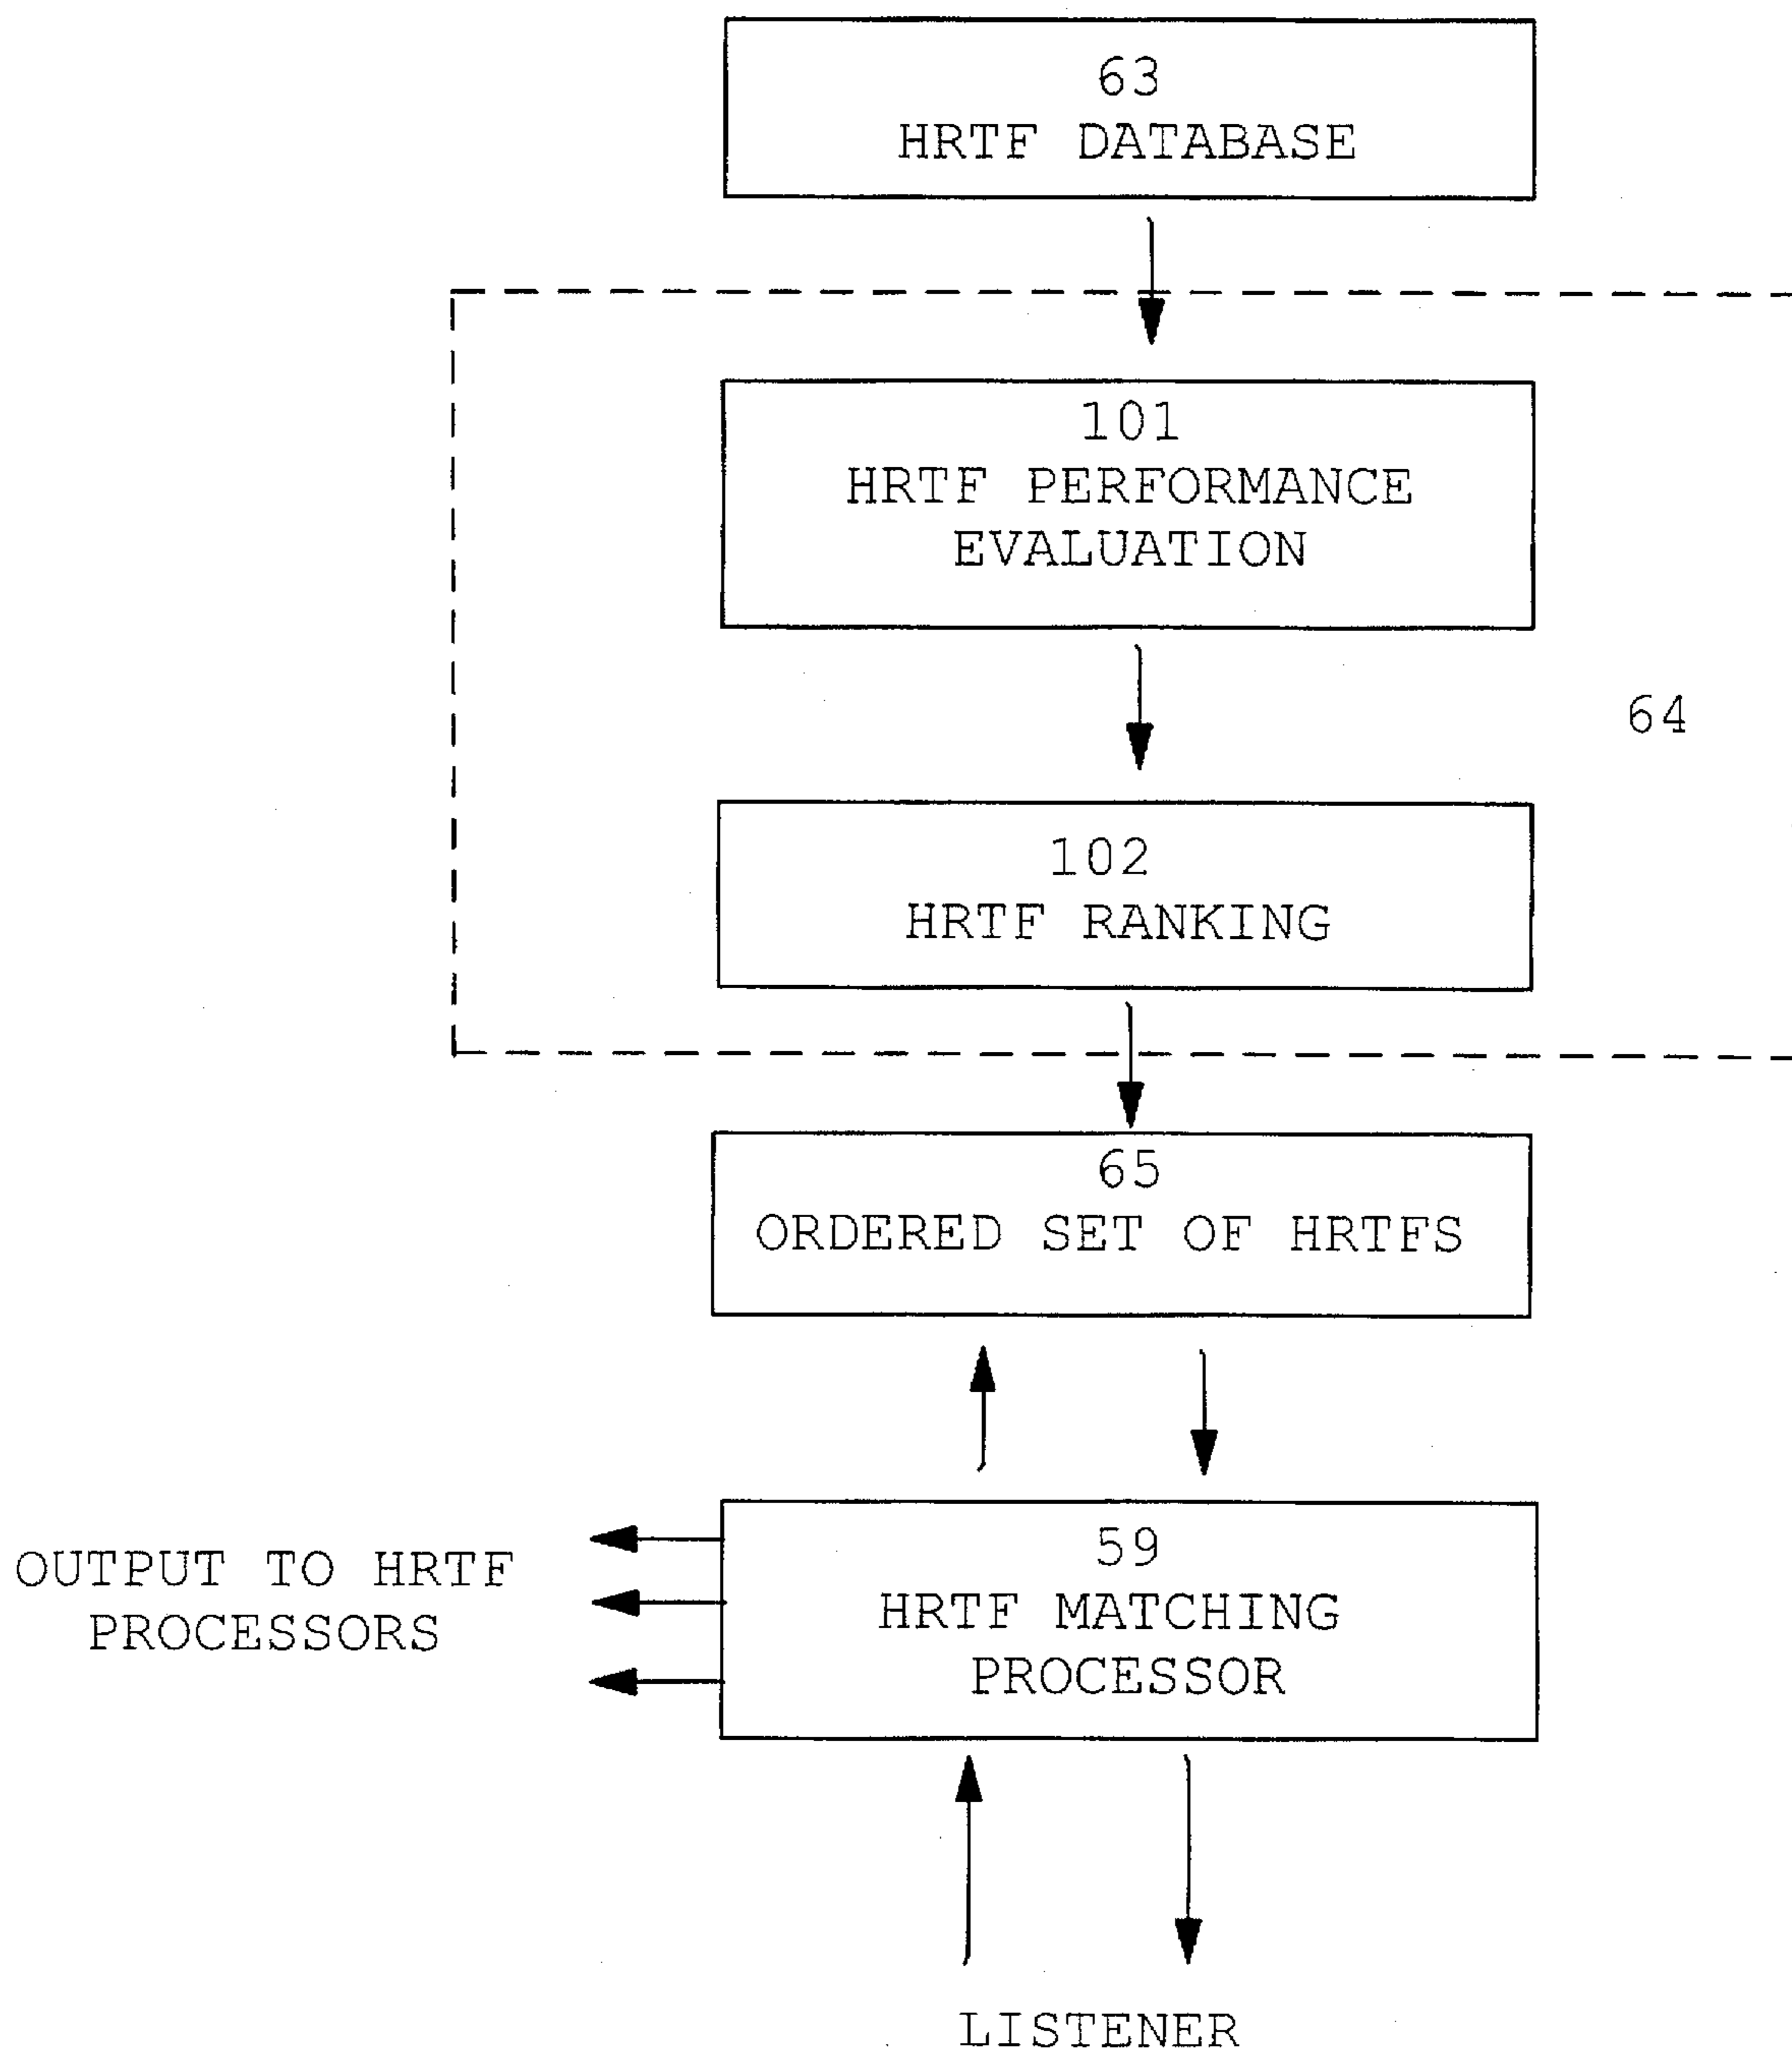 63
HRTF DATABASE
101
HRTF PERFORMANCE
EVALUATION
64
102
HRTF RANKING
65
ORDERED SET OF HRTFS
OUTPUT TO HRTF
PROCESSORS
59
HRTF MATCHING
PROCESSOR
LISTENER